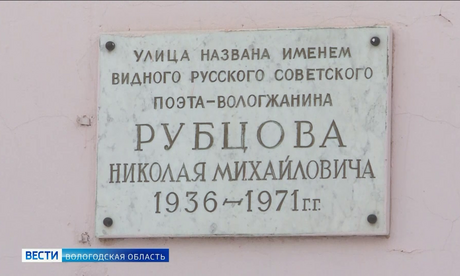 УЛИЦА НАЗВАНА ИМЕНЕМ
ВИДНОГО РУССКОГО СОВЕТСКОГО
ПОЭТА-ВОЛОГЖАНИНА
РУБЦОВА
НИКОЛАЯ МИХАЙЛОВИЧА
1936—1971 г.г.
ВЕСТИ ВОЛОГОДСКАЯ ОБЛАСТЬ